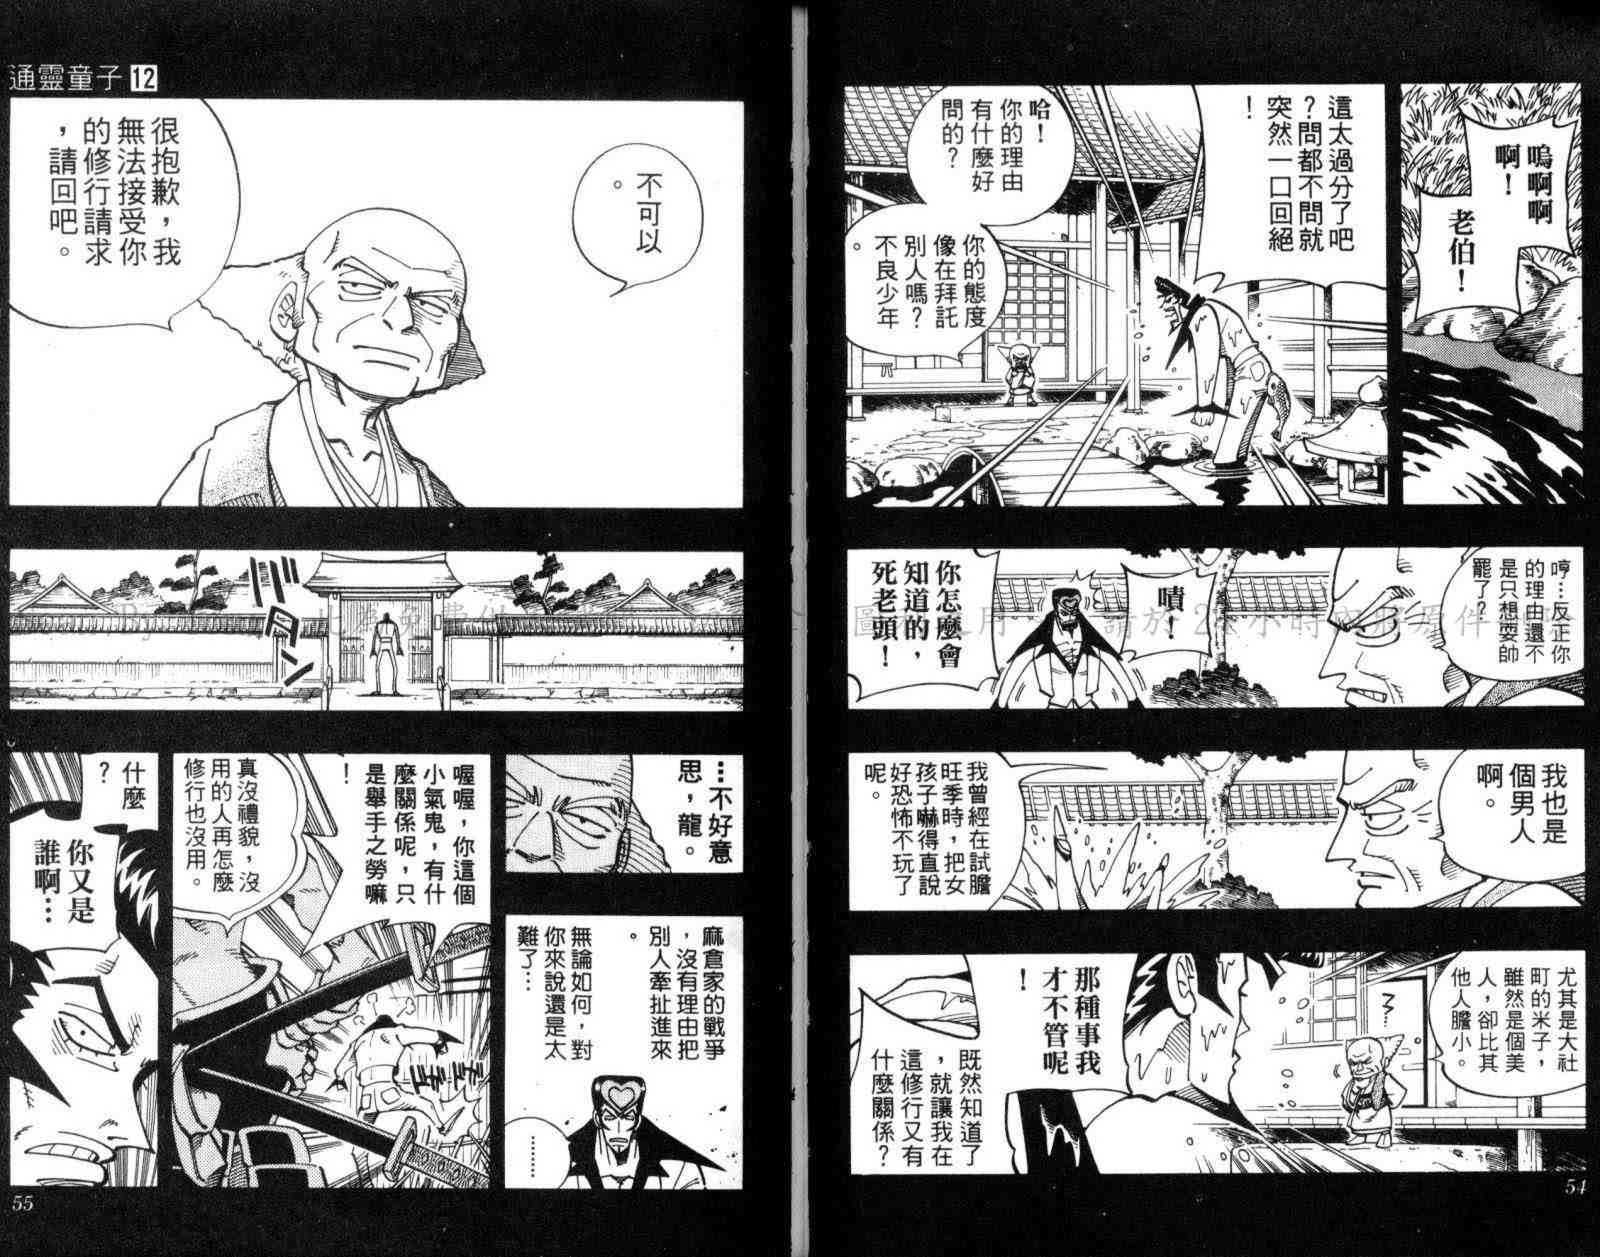 嗚啊啊
啊！
老伯！
這太過分了吧
？問都不問就
突然一口回絕
！
哈！
你的理由
有什麼好
問的？
你的態度
像在拜託
別人嗎？
不良少年
。
哼…反正你
的理由還不
是只想耍帥
罷了？
嘖！
你怎麼會
知道的，
死老頭！
我也是
個男人
啊。
我曾經在試膽
旺季時，把女
孩子嚇得直說
好恐怖不玩了
呢。
尤其是大社
町的米子，
雖然是個美
人，卻比其
他人膽小。
那種事我
才不管呢
！
既然知道了
，就讓我在
這修行又有
什麼關係？
54
通靈童子12
不可以
。
很抱歉，我
無法接受你
的修行請求
，請回吧。
バタン
…不好意
思，龍。
麻倉家的戰爭
，沒有理由把
別人牽扯進來
。
無論如何，對
你來說還是太
難了…
………
喔喔，你這個
小氣鬼，有什
麼關係呢，只
是舉手之勞嘛
！
真沒禮貌，沒
用的人再怎麼
修行也沒用。
什麼
？
你又是
誰啊…
55